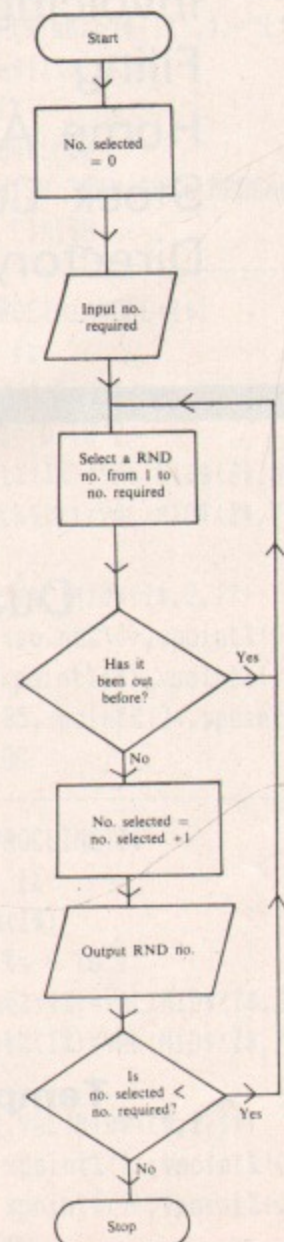 Start
No. selected
= 0
Input no.
required
Select a RND
no. from 1 to
no. required
Has it
been out
before?
Yes
No
No. selected =
no. selected +1
Output RND no.
Is
no. selected <
no. required?
Yes
No
Stop